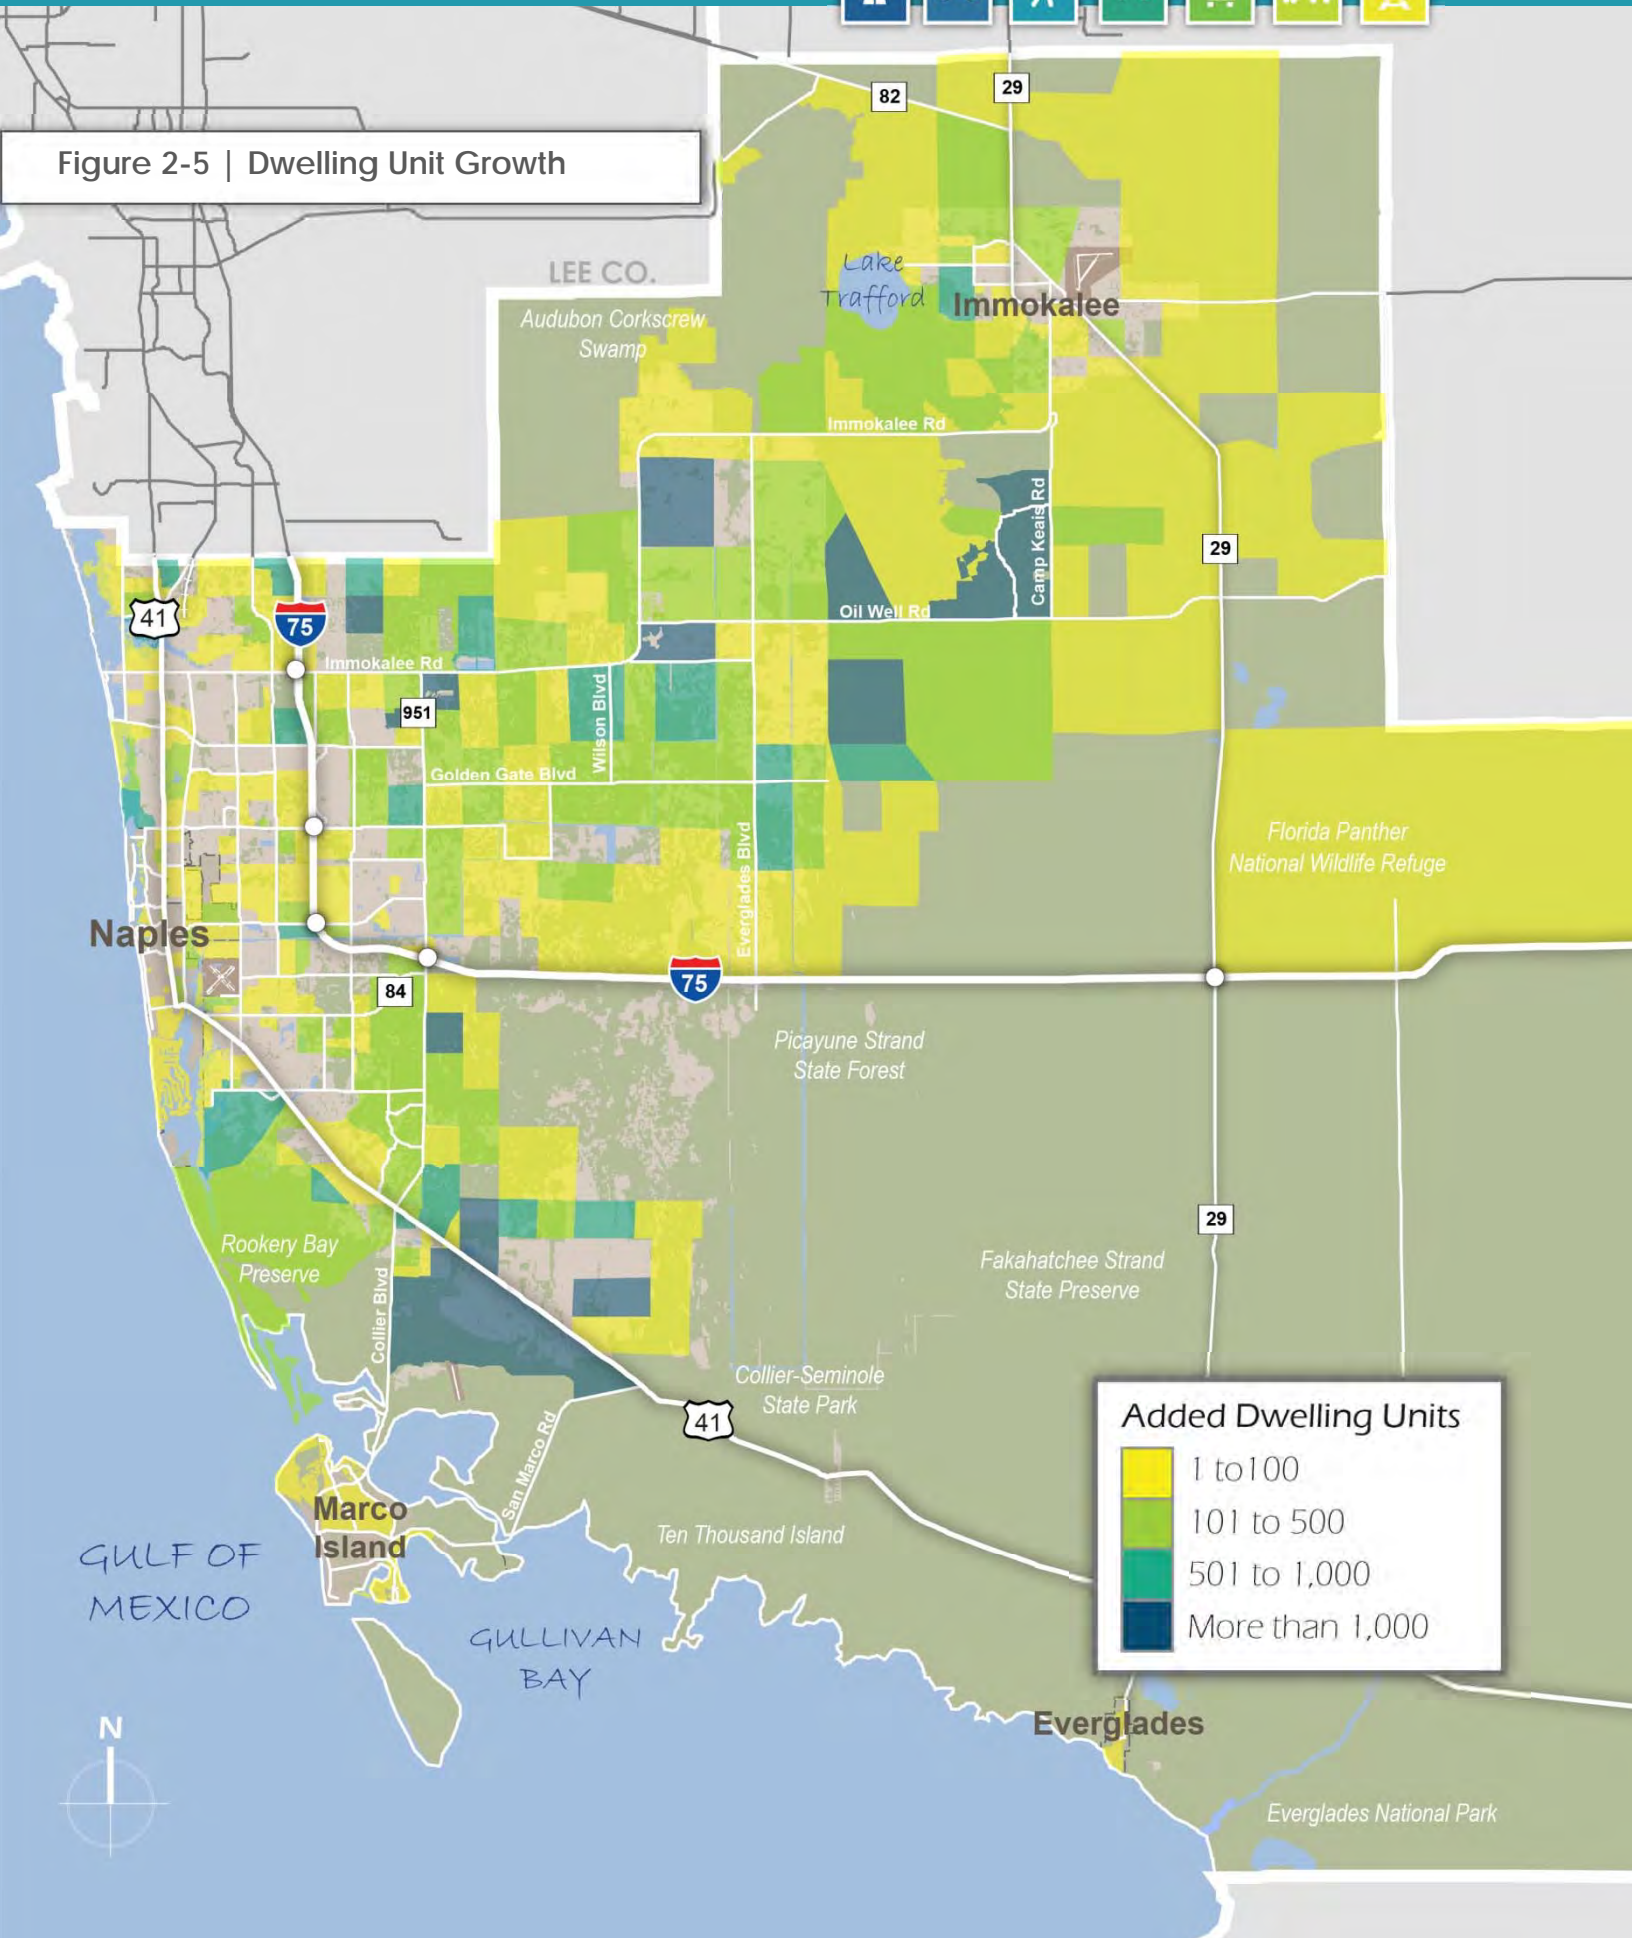 82
29
Figure 2-5 | Dwelling Unit Growth
LEE CO.
Lake
Trafford
Immokalee
Audubon Corkscrew
Swamp
Immokalee Rd
Camp Keais Rd
29
41
75
Oil Well Rd
Immokalee Rd
951
Wilson Blvd
Golden Gate Blvd
Everglades Blvd
Florida Panther
National Wildlife Refuge
Naples
75
84
Picayune Strand
State Forest
29
Rookery Bay
Preserve
Collier Blvd
Fakahatchee Strand
State Preserve
Collier-Seminole
State Park
41
San Marco Rd
Added Dwelling Units
1 to100
101 to 500
501 to 1,000
More than 1,000
Marco
Island
Ten Thousand Island
GULF OF
MEXICO
GULLIVAN
BAY
N
Everglades
Everglades National Park